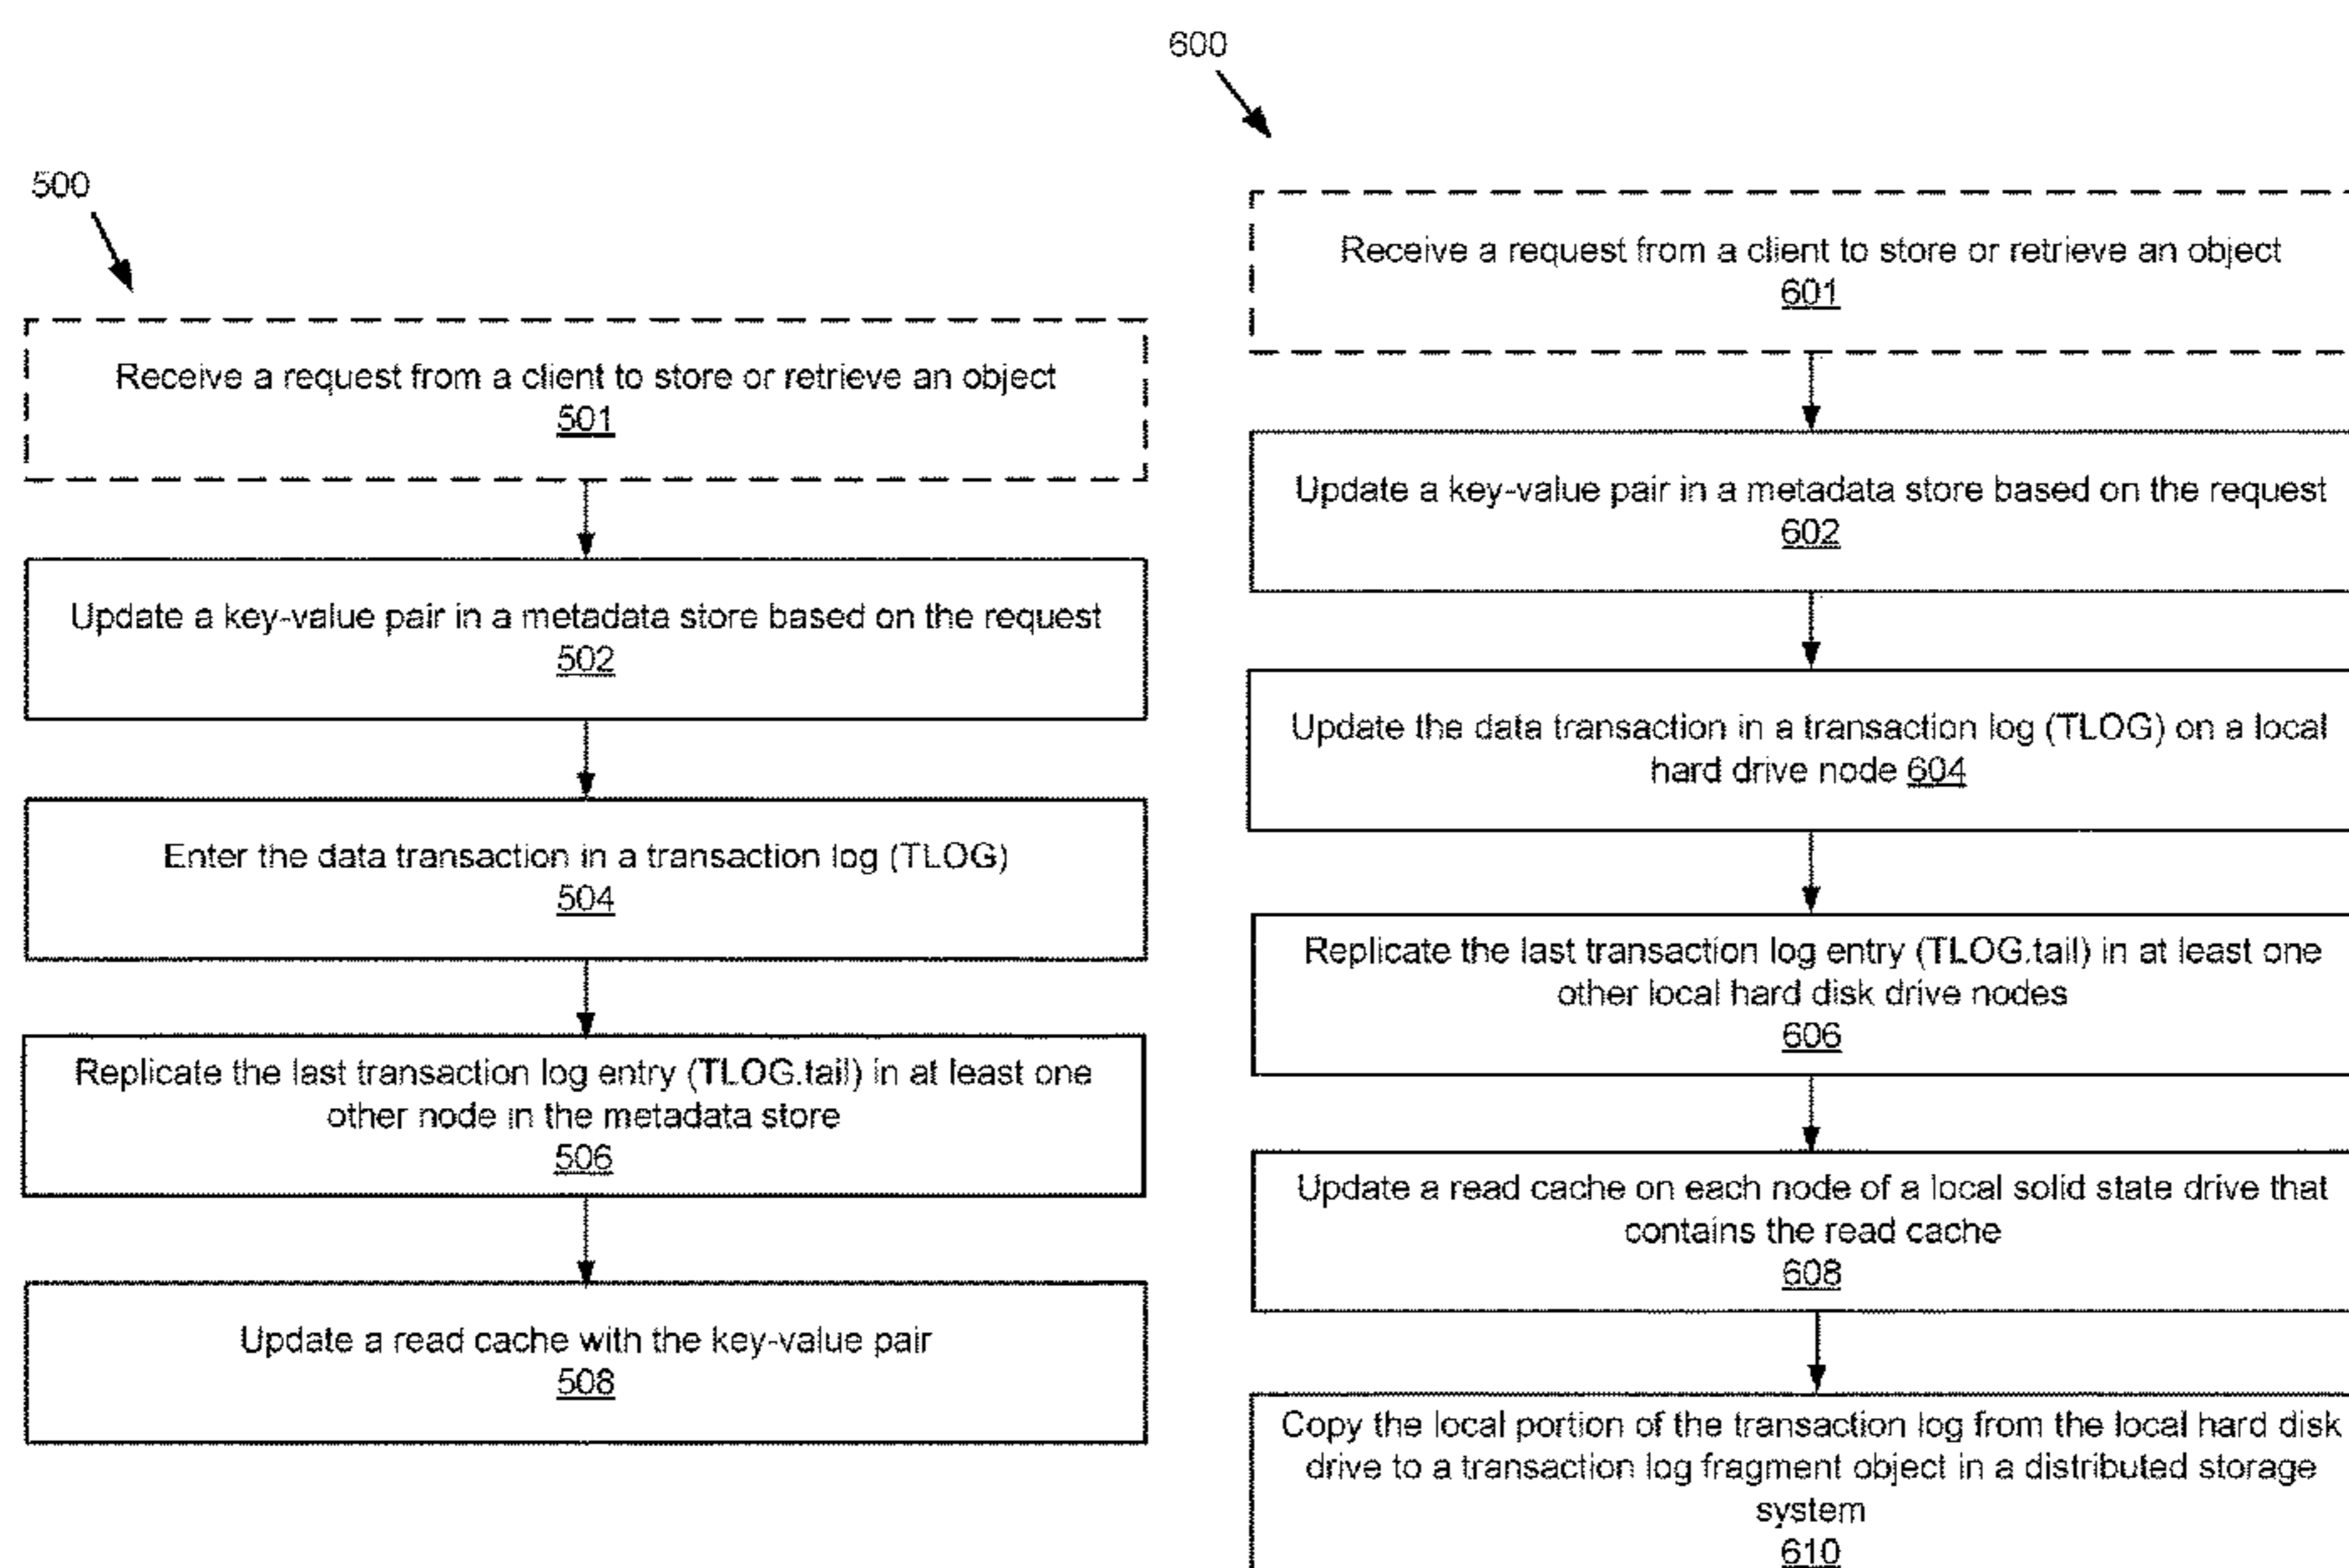 500
Receive a request from a client to store or retrieve an object
501
Update a key-value pair in a metadata store based on the request
502
Enter the data transaction in a transaction log (TLOG)
504
Replicate the last transaction log entry (TLOG.tail) in at least one
other node in the metadata store
506
Update a read cache with the key-value pair
508
600
Receive a request from a client to store or retrieve an object
601
Update a key-value pair in a metadata store based on the request
602
Update the data transaction in a transaction log (TLOG) on a local
hard drive node 604
Replicate the last transaction log entry (TLOG.tail) in at least one
other local hard disk drive nodes
606
Update a read cache on each node of a local solid state drive that
contains the read cache
608
Copy the local portion of the transaction log from the local hard disk
drive to a transaction log fragment object in a distributed storage
system
610